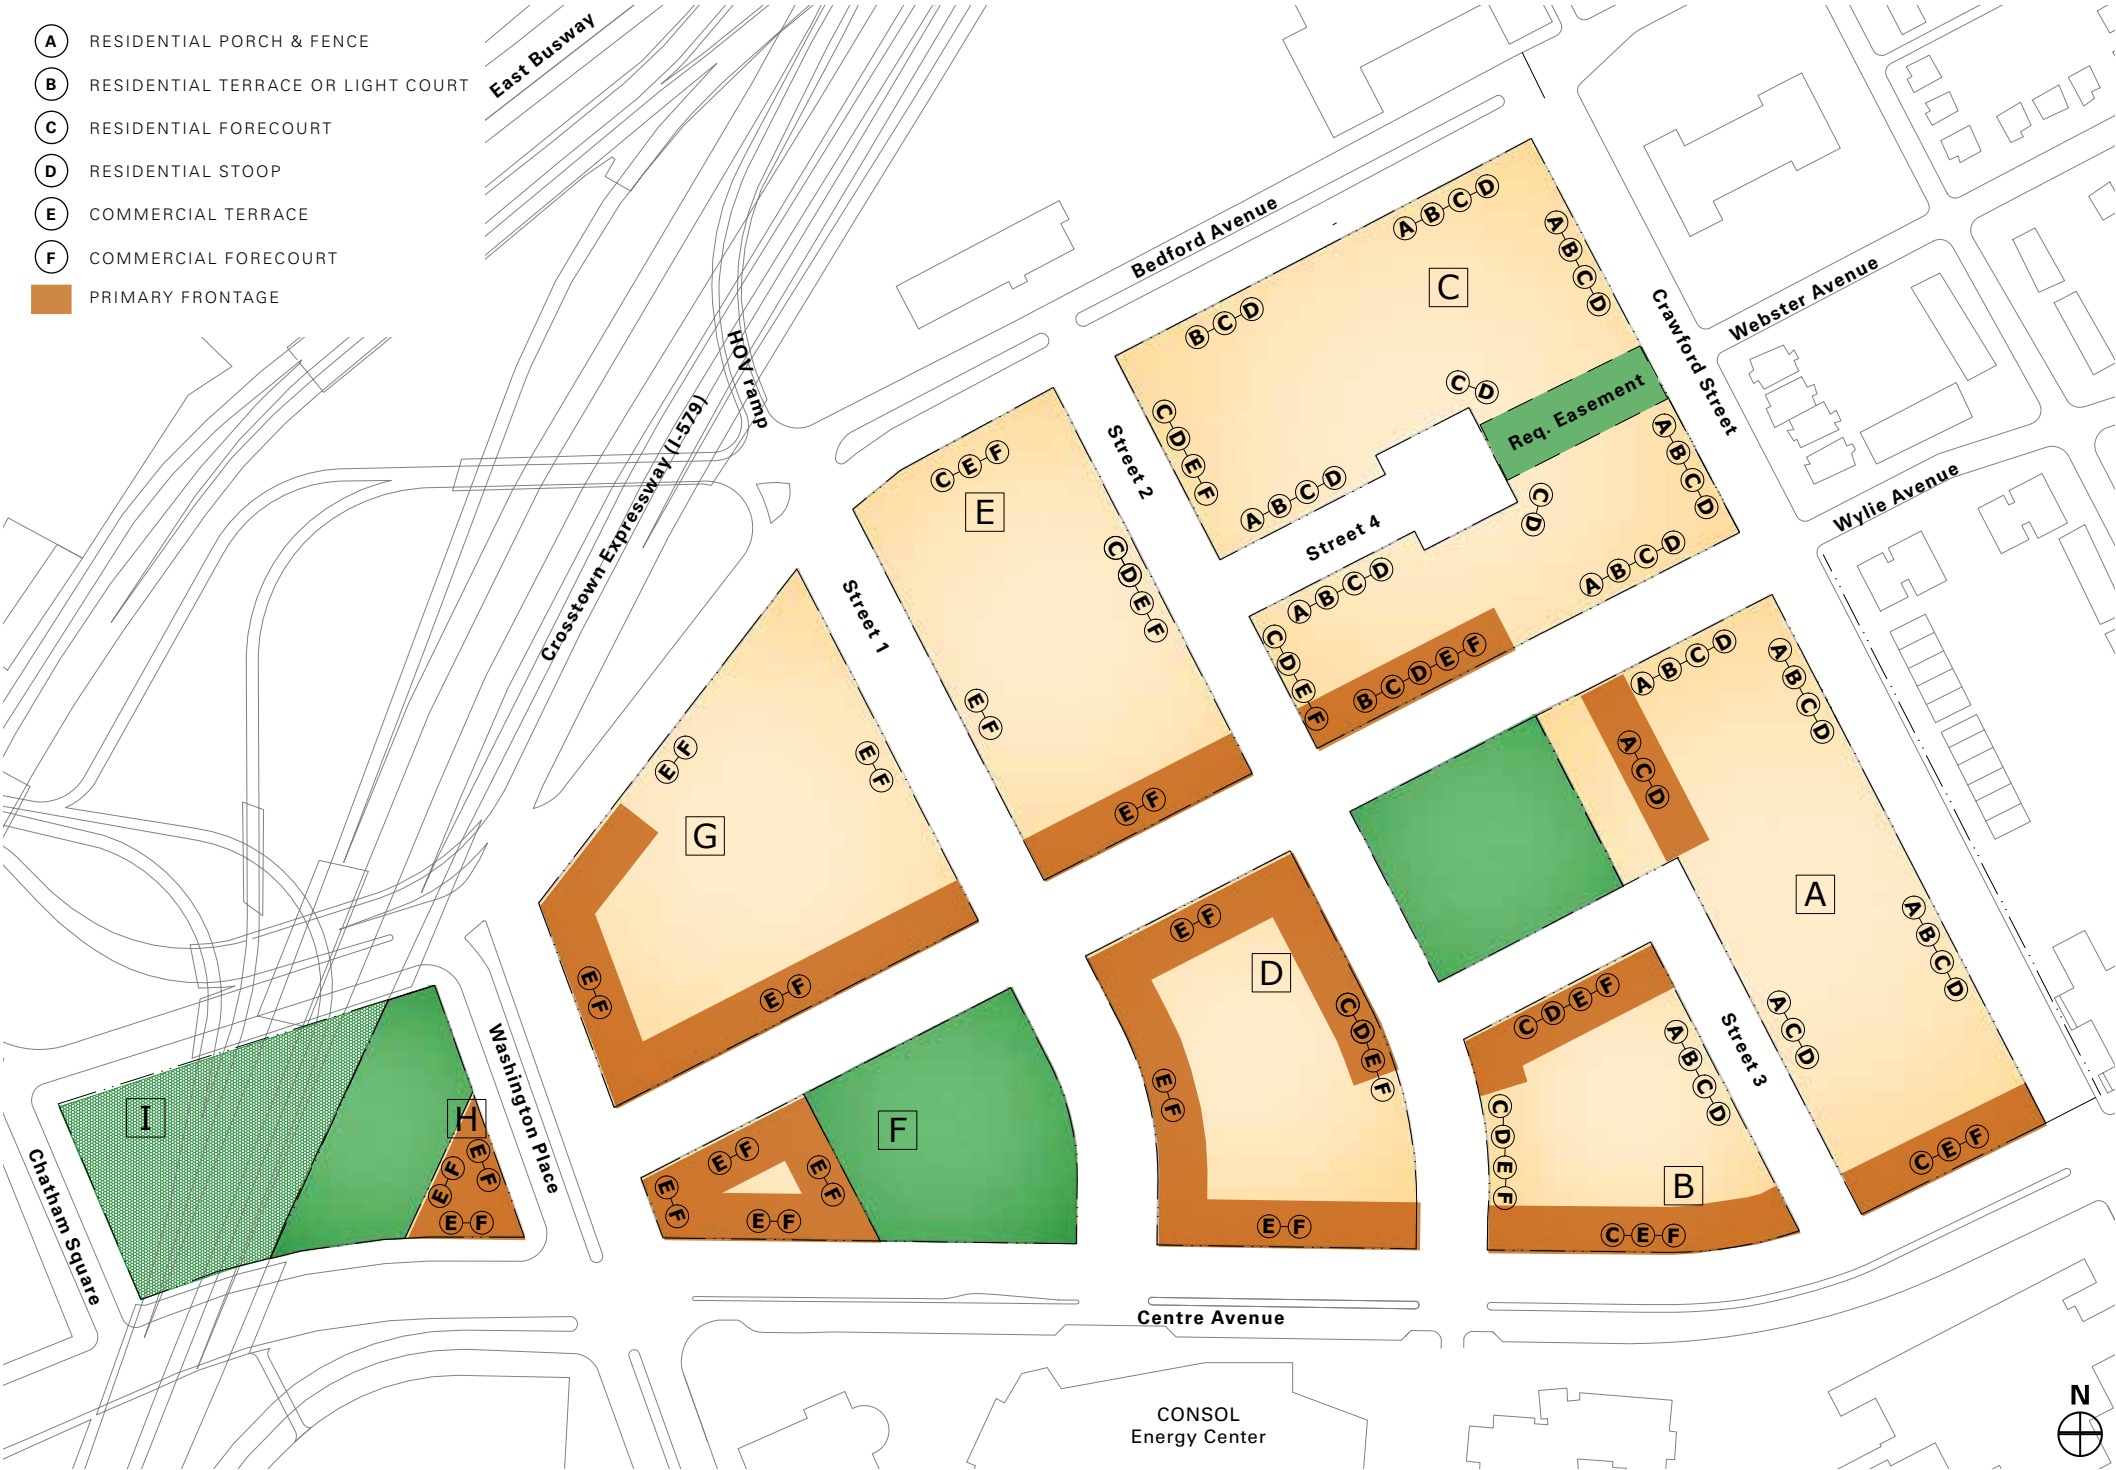 A RESIDENTIAL PORCH & FENCE
B RESIDENTIAL TERRACE OR LIGHT COURT
C RESIDENTIAL FORECOURT
D RESIDENTIAL STOOP
E COMMERCIAL TERRACE
F COMMERCIAL FORECOURT
PRIMARY FRONTAGE
East Busway
HOV ramp
Crosstown Expressway (I-579)
Bedford Avenue
Crawford Street
Webster Avenue
Wylie Avenue
Street 2
Street 1
Street 4
Street 3
Req. Easement
Washington Place
Chatham Square
Centre Avenue
CONSOL
Energy Center
N
C
A-B-C-D
A-B-C-D
B-C-D
C-D
C-D-E-F
A-B-C-D
A-B-C-D
C-D
A-B-C-D
A-B-C-D
C-D-E-F
B-C-D-E-F
E
C-E-F
C-D-E-F
E-F
E-F
G
E-F
E-F
E-F
E-F
A
A-B-C-D
A-B-C-D
A-C-D
A-B-C-D
A-C-D
C-E-F
D
E-F
C-D-E-F
E-F
E-F
B
C-D-E-F
A-B-C-D
C-D-E-F
C-E-F
F
E-F
E-F
E-F
E-F
H
E-F
E-F
E-F
I